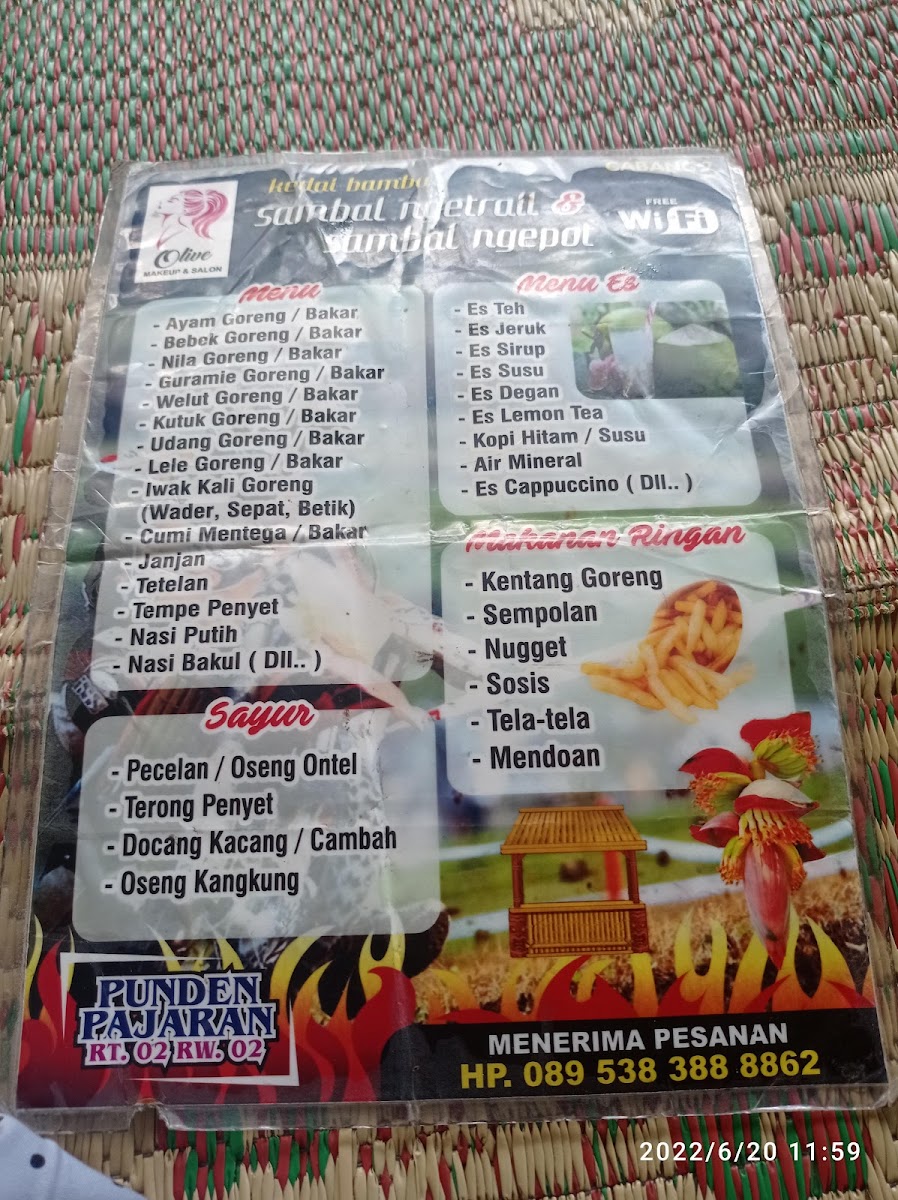 CABANG 2
kedai bambu
sambal ngetrail &
sambal ngepot
FREE
WiFi
Olive
MAKEUP & SALON
Menu
- Ayam Goreng / Bakar
- Bebek Goreng / Bakar
- Nila Goreng / Bakar
- Guramie Goreng / Bakar
- Welut Goreng / Bakar
- Kutuk Goreng / Bakar
- Udang Goreng / Bakar
- Lele Goreng / Bakar
- Iwak Kali Goreng
(Wader, Sepat, Betik)
- Cumi Mentega / Bakar
- Janjan
- Tetelan
- Tempe Penyet
- Nasi Putih
- Nasi Bakul ( Dll.. )
Sayur
- Pecelan / Oseng Ontel
- Terong Penyet
- Docang Kacang / Cambah
- Oseng Kangkung
Menu Es
- Es Teh
- Es Jeruk
- Es Sirup
- Es Susu
- Es Degan
- Es Lemon Tea
- Kopi Hitam / Susu
- Air Mineral
- Es Cappuccino ( Dll.. )
Makanan Ringan
- Kentang Goreng
- Sempolan
- Nugget
- Sosis
- Tela-tela
- Mendoan
PUNDEN
PAJARAN
RT. 02 RW. 02
MENERIMA PESANAN
HP. 089 538 388 8862
2022/6/20 11:59